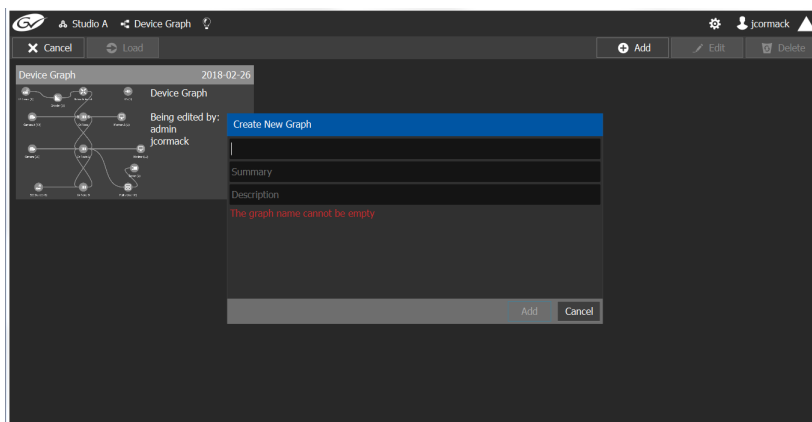 Studio A Device Graph jcormack
Cancel Load Add Edit Delete
Device Graph 2018-02-26
Device Graph
Being edited by:
admin
jcormack
Create New Graph
Summary
Description
The graph name cannot be empty
Add Cancel